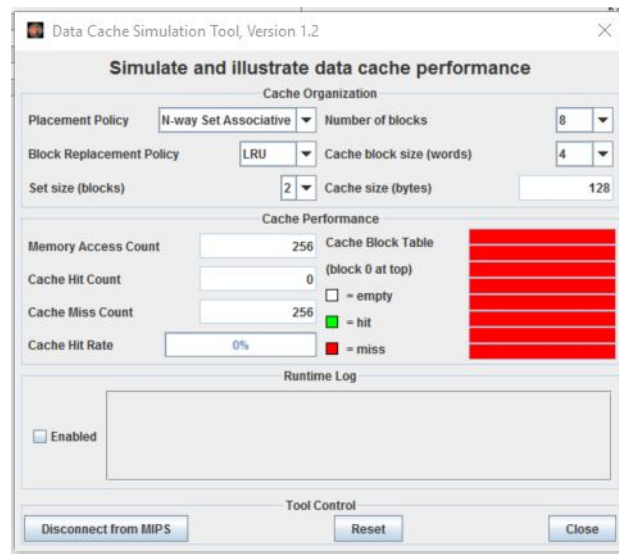 Data Cache Simulation Tool, Version 1.2
Simulate and illustrate data cache performance
Cache Organization
Placement Policy N-way Set Associative Number of blocks 8
Block Replacement Policy LRU Cache block size (words) 4
Set size (blocks) 2 Cache size (bytes) 128
Cache Performance
Memory Access Count 256 Cache Block Table
(block 0 at top)
Cache Hit Count 0
= empty
Cache Miss Count 256
= hit
Cache Hit Rate 0%
= miss
Runtime Log
Enabled
Tool Control
Disconnect from MIPS Reset Close